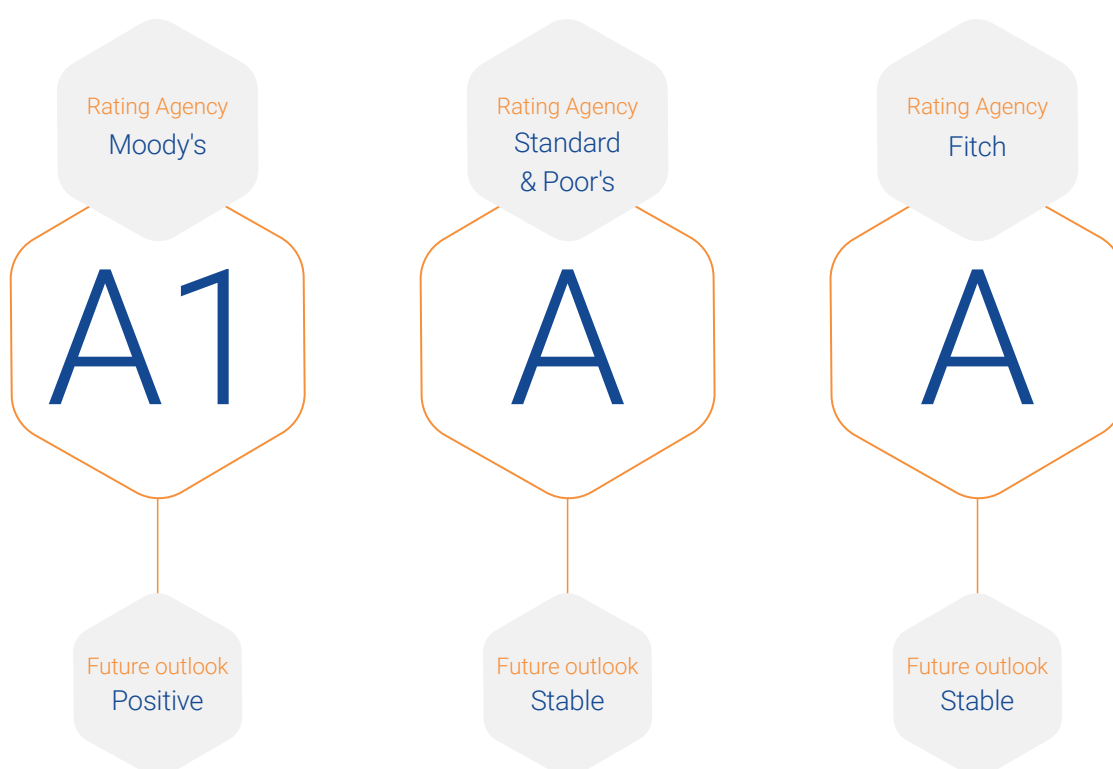 Rating Agency
Moody's
A1
Future outlook
Positive
Rating Agency
Standard
& Poor's
A
Future outlook
Stable
Rating Agency
Fitch
A
Future outlook
Stable